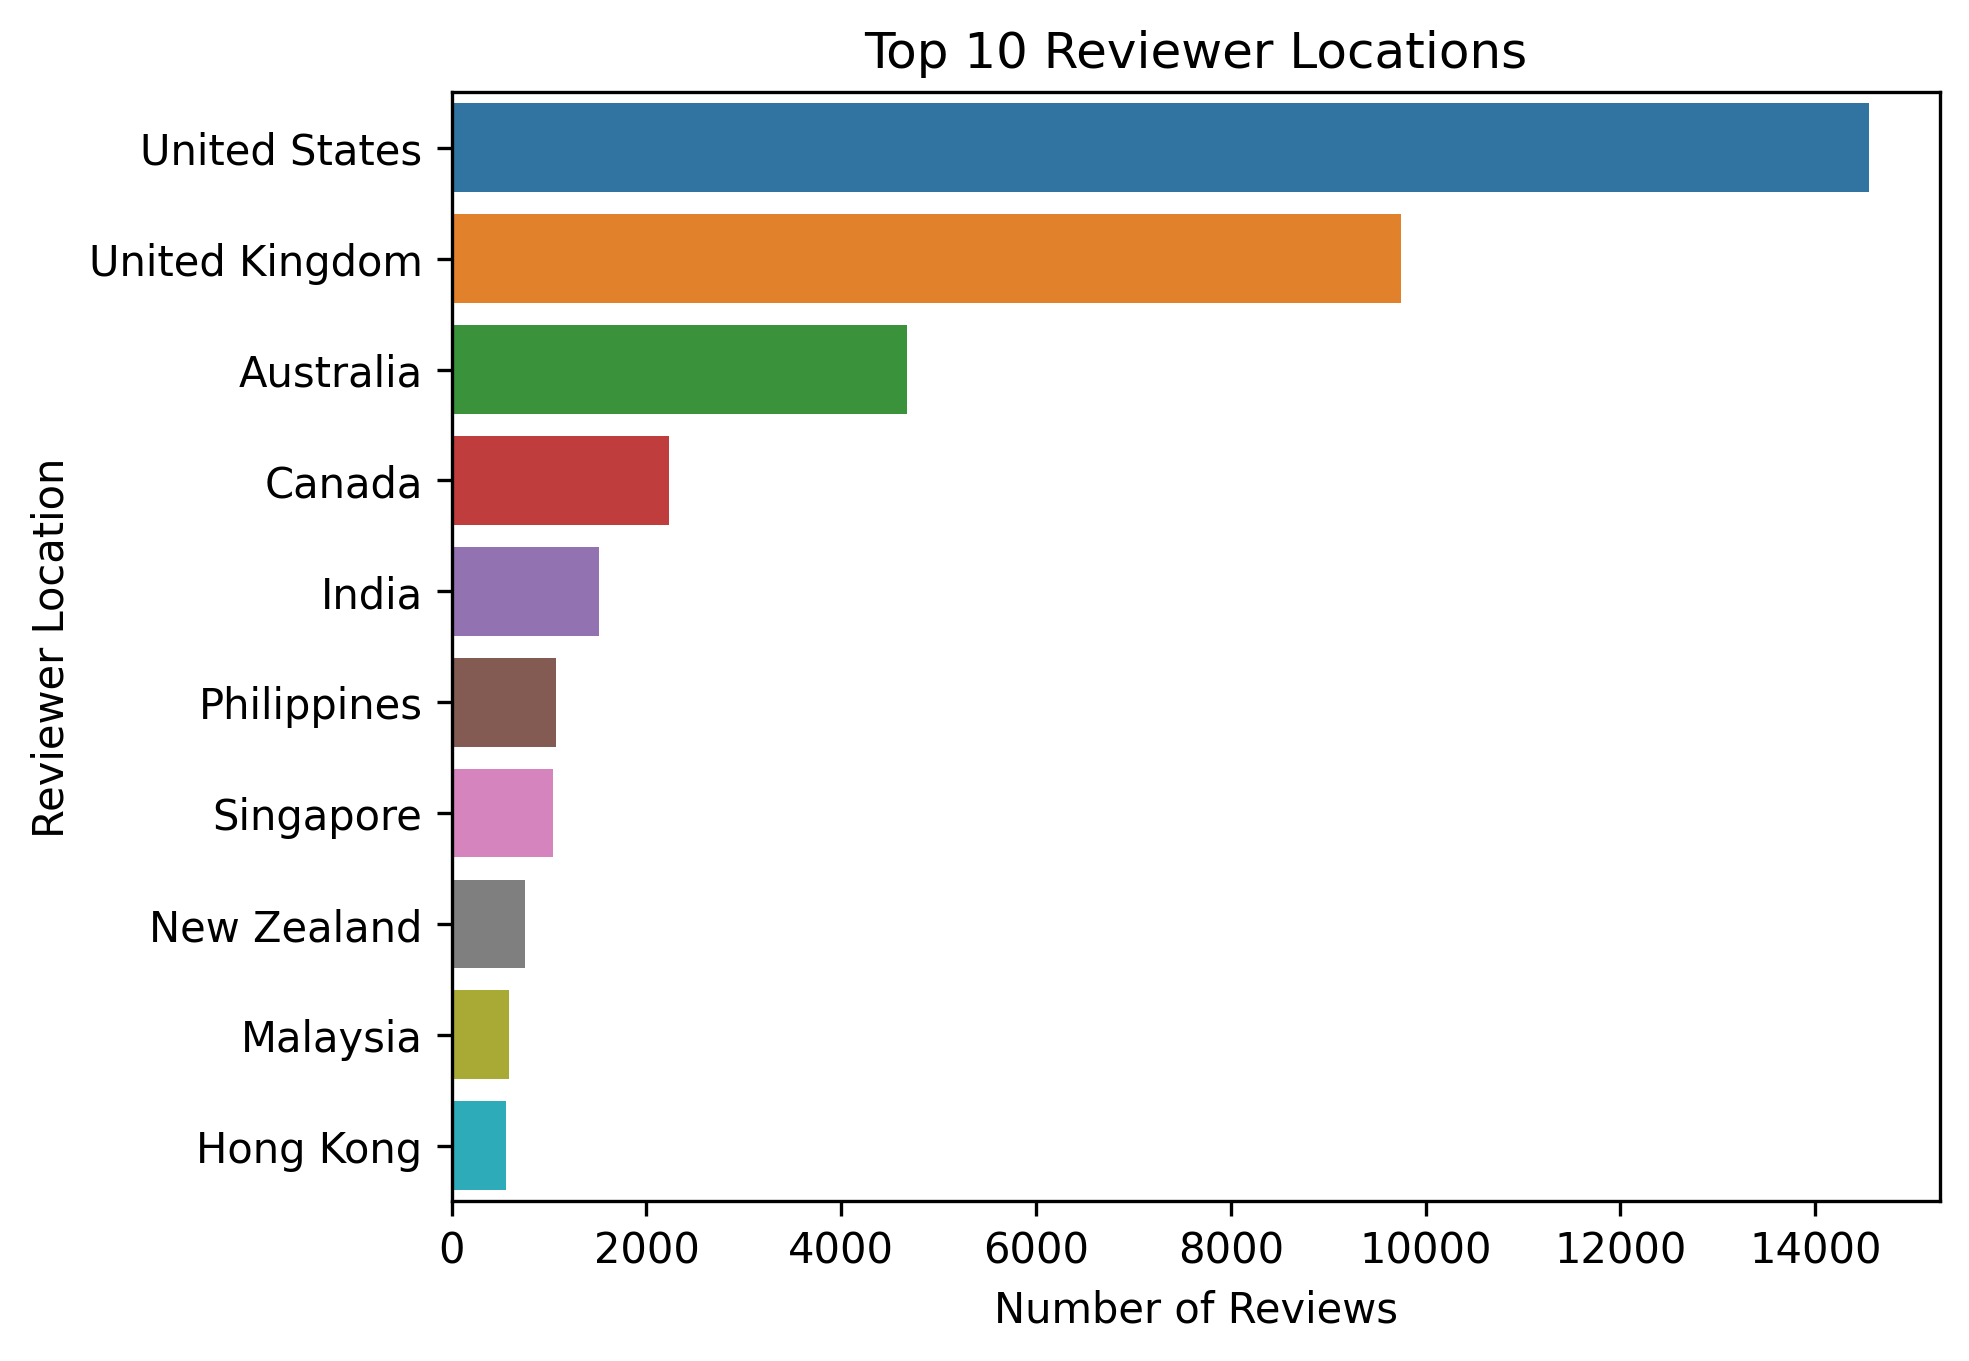 Top 10 Reviewer Locations
Reviewer Location
United States
United Kingdom
Australia
Canada
India
Philippines
Singapore
New Zealand
Malaysia
Hong Kong
0 2000 4000 6000 8000 10000 12000 14000
Number of Reviews